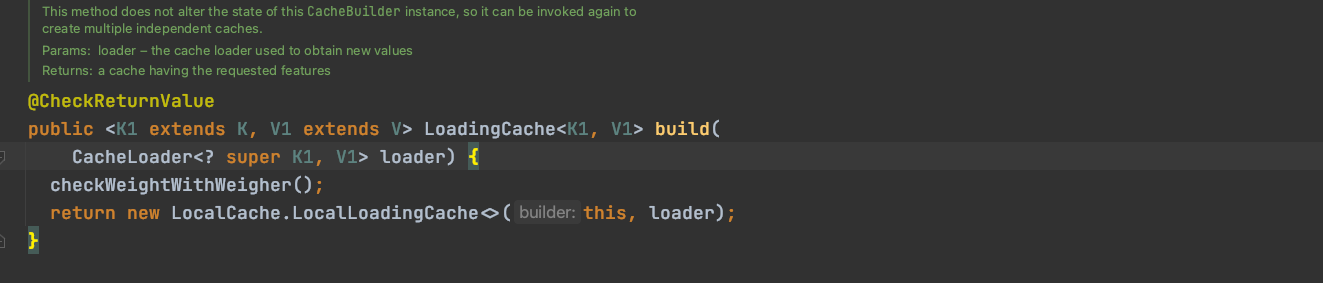 This method does not alter the state of this CacheBuilder instance, so it can be invoked again to
create multiple independent caches.
Params: loader – the cache loader used to obtain new values
Returns: a cache having the requested features
@CheckReturnValue
public <K1 extends K, V1 extends V> LoadingCache<K1, V1> build(
CacheLoader<? super K1, V1> loader) {
checkWeightWithWeigher();
return new LocalCache.LocalLoadingCache<>( builder: this, loader);
}